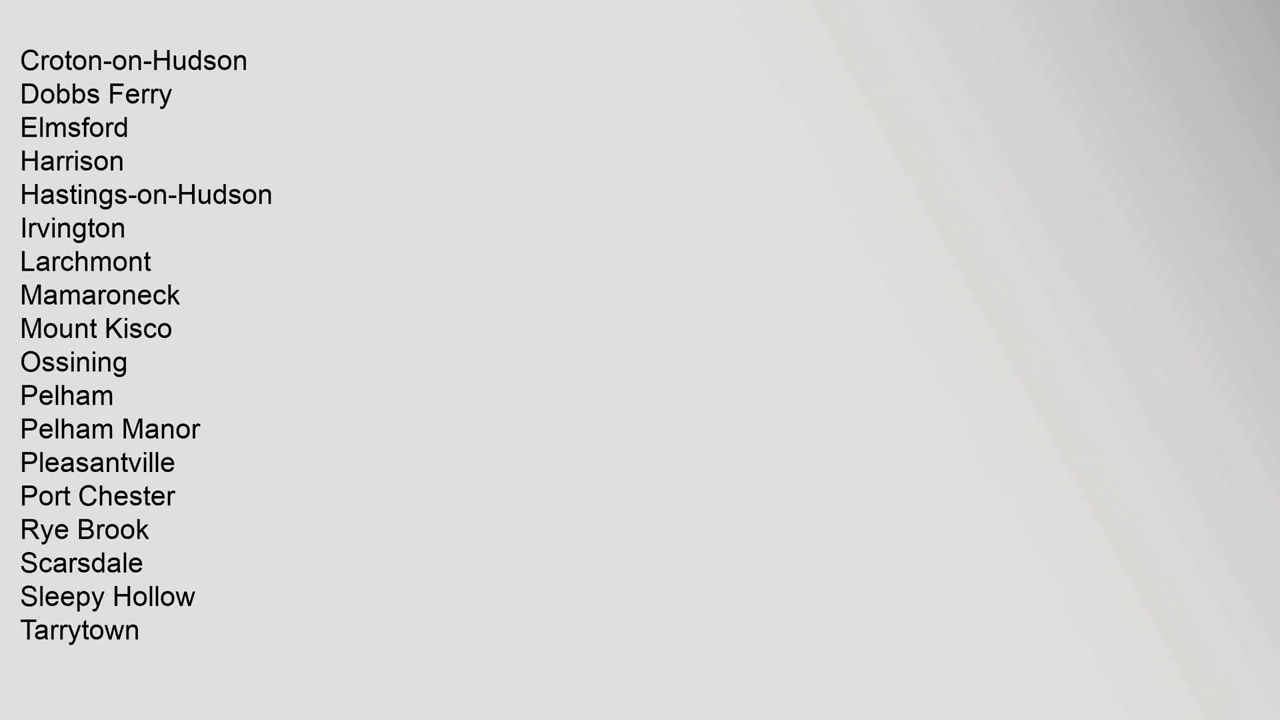 Croton-on-Hudson
Dobbs Ferry
Elmsford
Harrison
Hastings-on-Hudson
Irvington
Larchmont
Mamaroneck
Mount Kisco
Ossining
Pelham
Pelham Manor
Pleasantville
Port Chester
Rye Brook
Scarsdale
Sleepy Hollow
Tarrytown